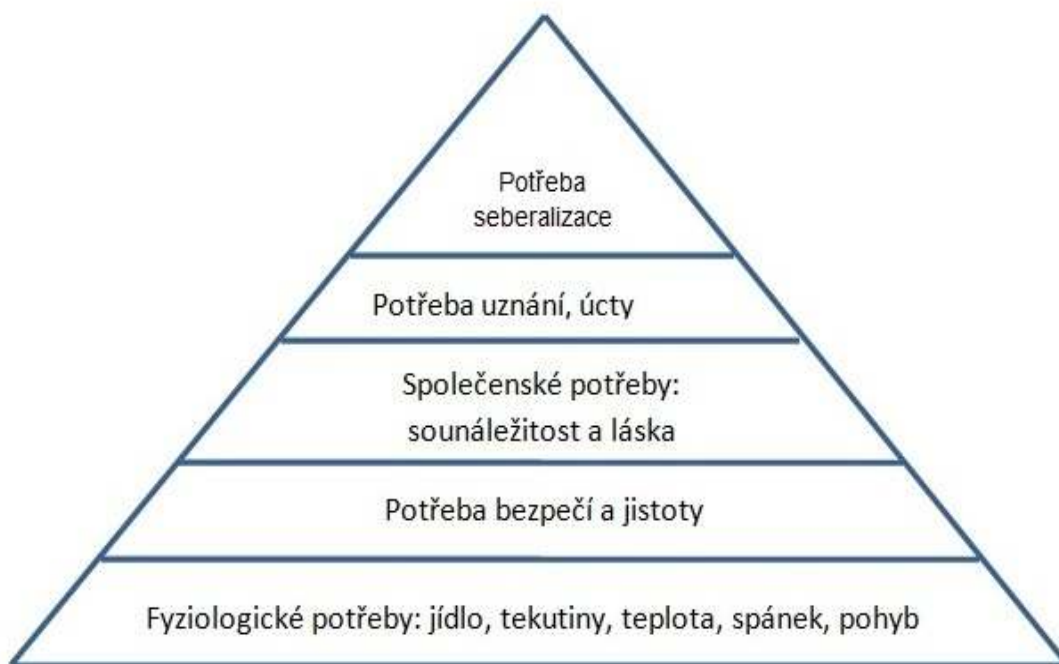 Potřeba
seberalizace
Potřeba uznání, úcty
Společenské potřeby:
sounáležitost a láska
Potřeba bezpečí a jistoty
Fyziologické potřeby: jídlo, tekutiny, teplota, spánek, pohyb